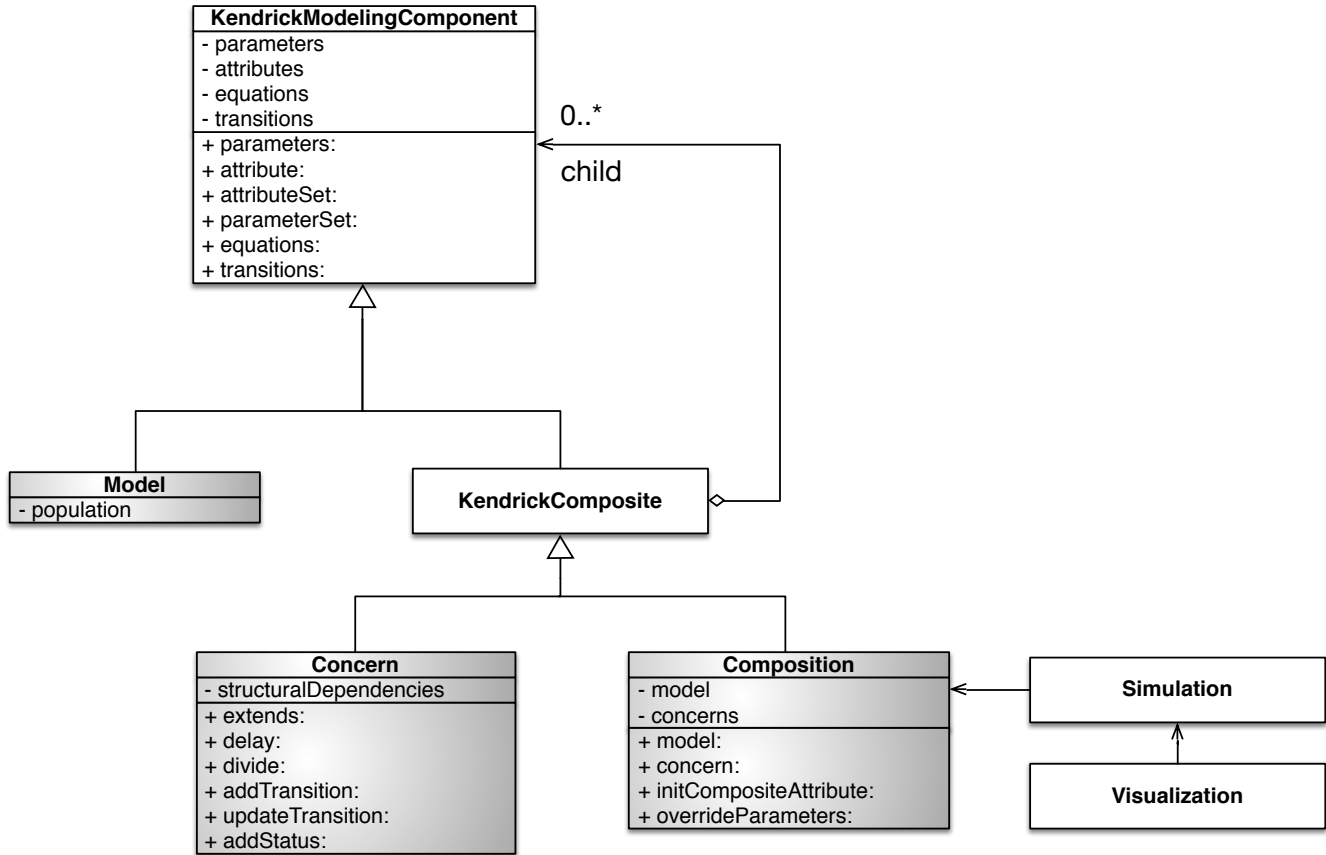 KendrickModelingComponent
- parameters
- attributes
- equations
- transitions
+ parameters:
+ attribute:
+ attributeSet:
+ parameterSet:
+ equations:
+ transitions:
0..*
child
Model
- population
KendrickComposite
Concern
- structuralDependencies
+ extends:
+ delay:
+ divide:
+ addTransition:
+ updateTransition:
+ addStatus:
Composition
- model
- concerns
+ model:
+ concern:
+ initCompositeAttribute:
+ overrideParameters:
Simulation
Visualization